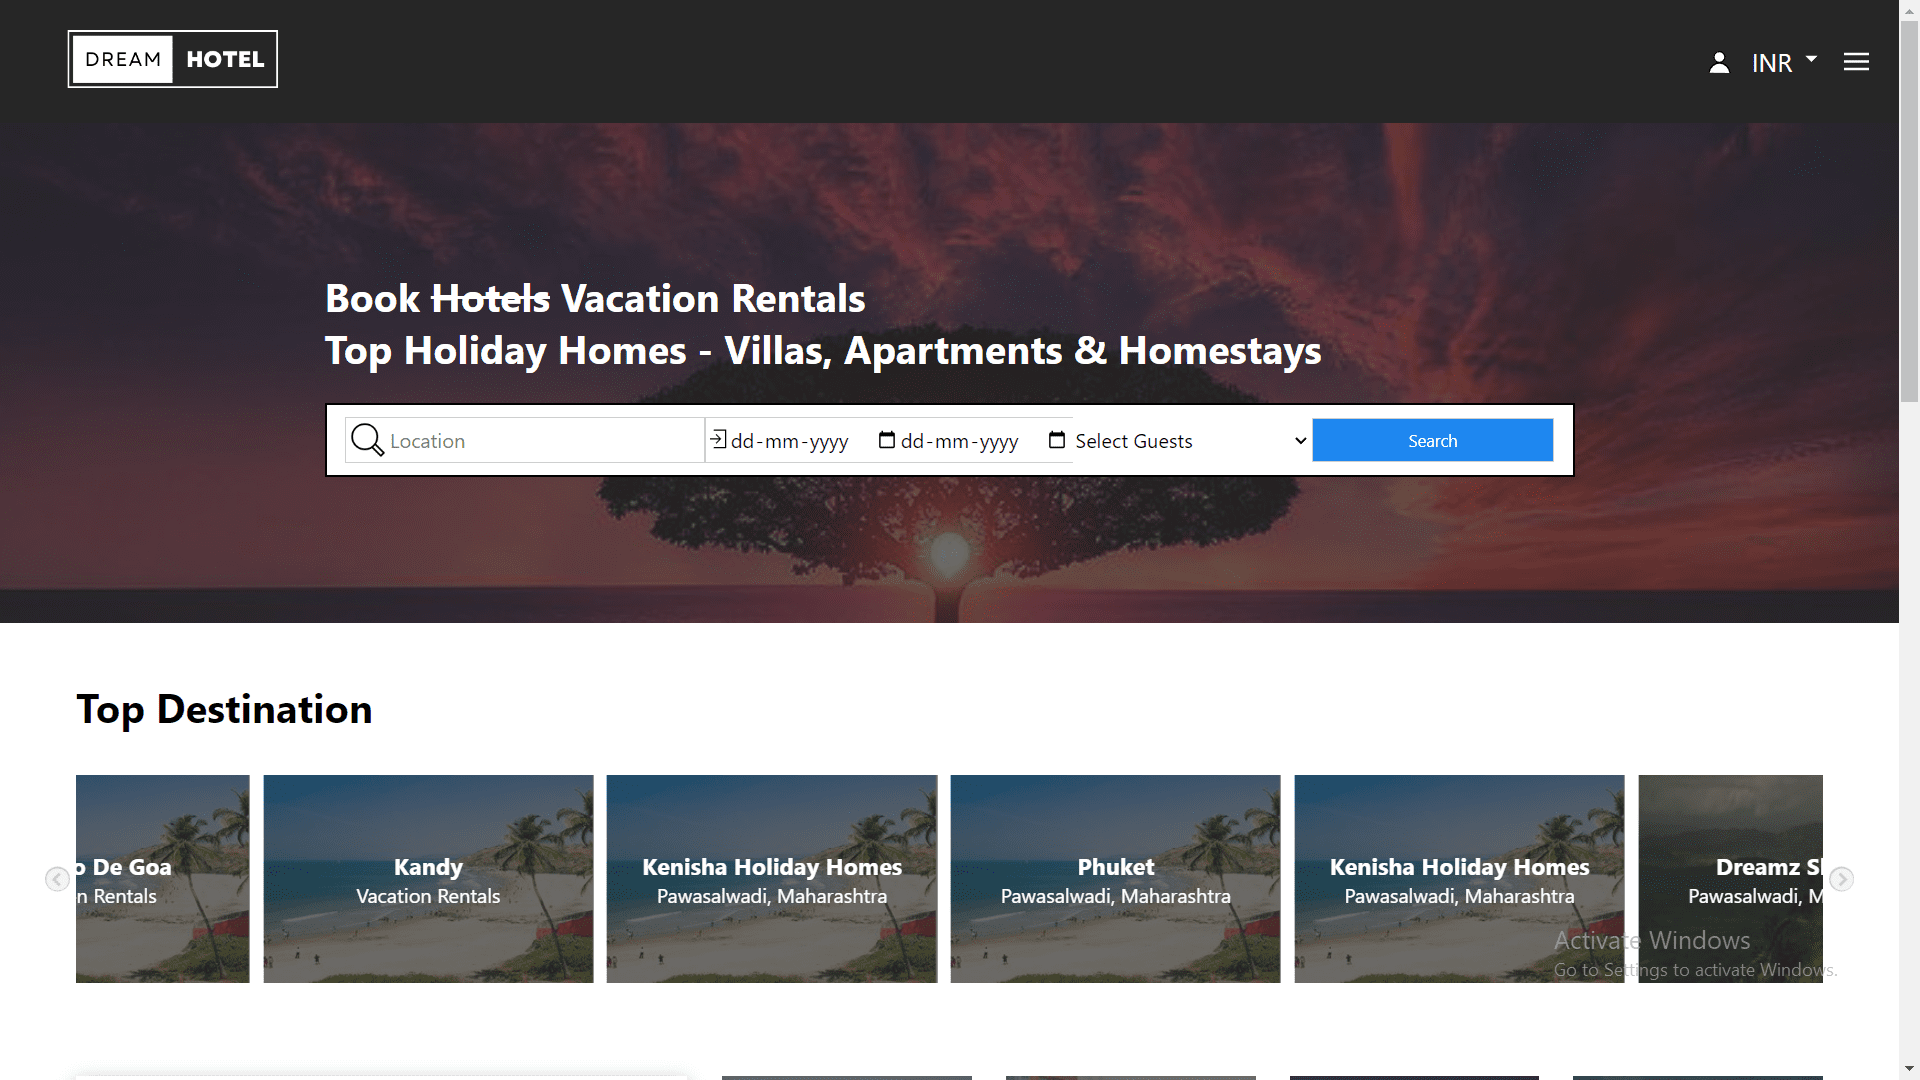 DREAM HOTEL
INR
Book Hotels Vacation Rentals
Top Holiday Homes - Villas, Apartments & Homestays
Location
dd-mm-yyyy
dd-mm-yyyy
Select Guests
Search
Top Destination
o De Goa
n Rentals
Kandy
Vacation Rentals
Kenisha Holiday Homes
Pawasalwadi, Maharashtra
Phuket
Pawasalwadi, Maharashtra
Kenisha Holiday Homes
Pawasalwadi, Maharashtra
Dreamz Sl
Pawasalwadi, M
Activate Windows
Go to Settings to activate Windows.